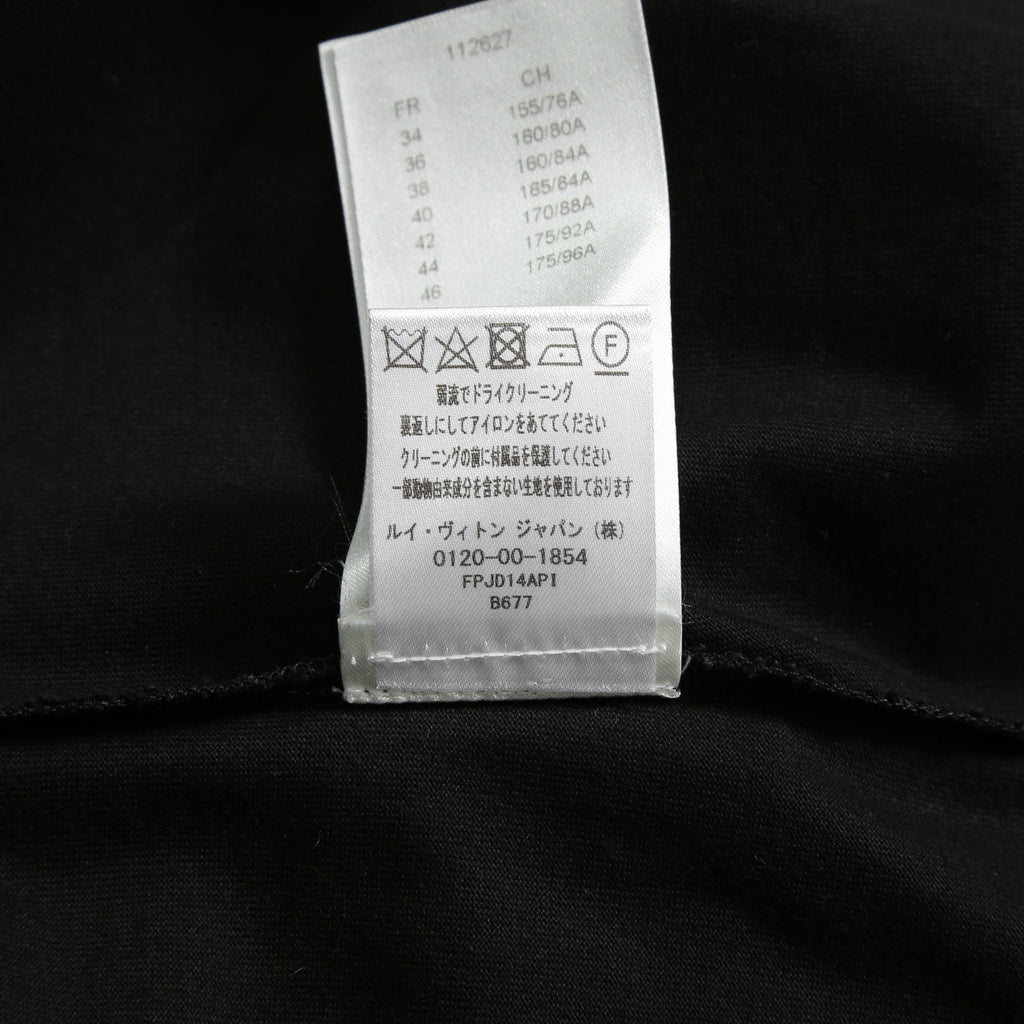 112627
FR CH
34 155/76A
36 160/80A
38 160/84A
40 165/84A
42 170/88A
44 175/92A
46 175/96A
F
弱流でドライクリーニング
裏返しにしてアイロンをあててください
クリーニングの前に付属品を保護してください
一部動物由来成分を含まない生地を使用しております
ルイ・ヴィトン ジャパン (株)
0120-00-1854
FPJD14API
B677